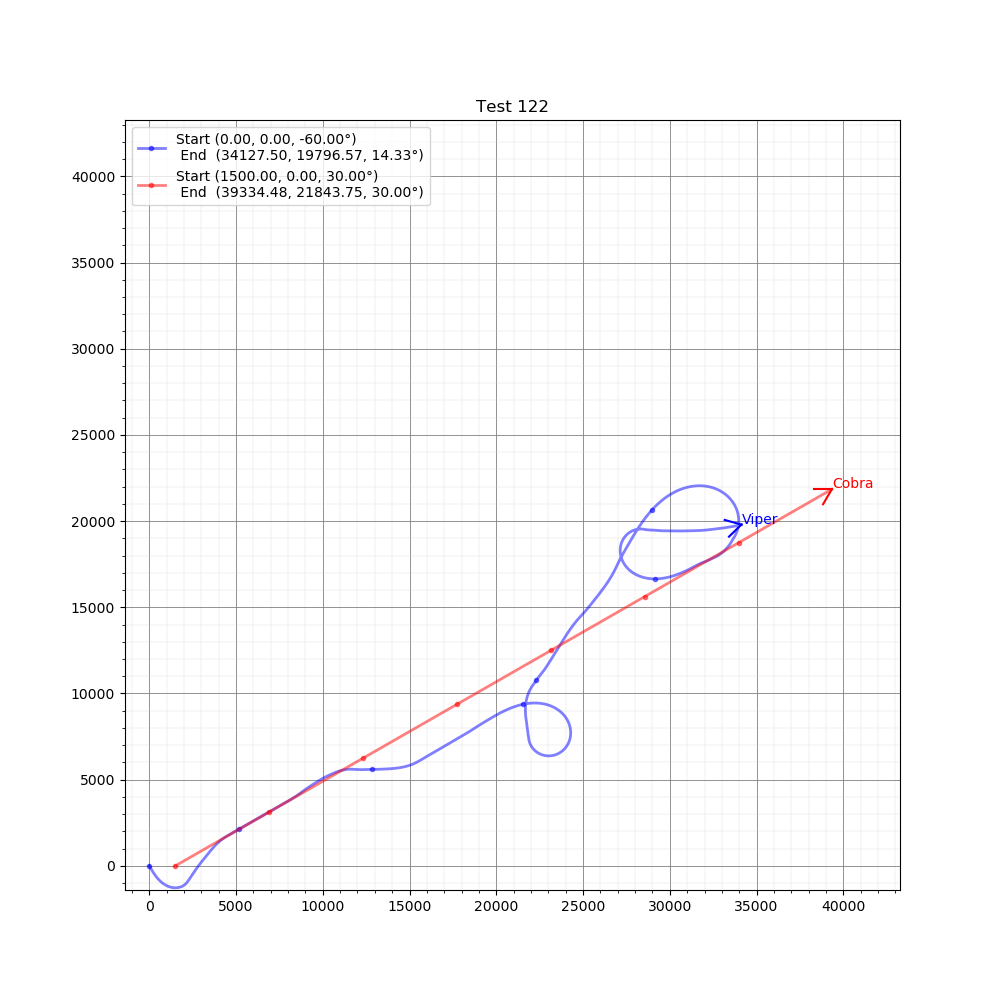 Test 122
Start (0.00, 0.00, -60.00°)
End (34127.50, 19796.57, 14.33°)
Start (1500.00, 0.00, 30.00°)
End (39334.48, 21843.75, 30.00°)
40000
35000
30000
25000
Cobra
20000
Viper
15000
10000
5000
0
0 5000 10000 15000 20000 25000 30000 35000 40000